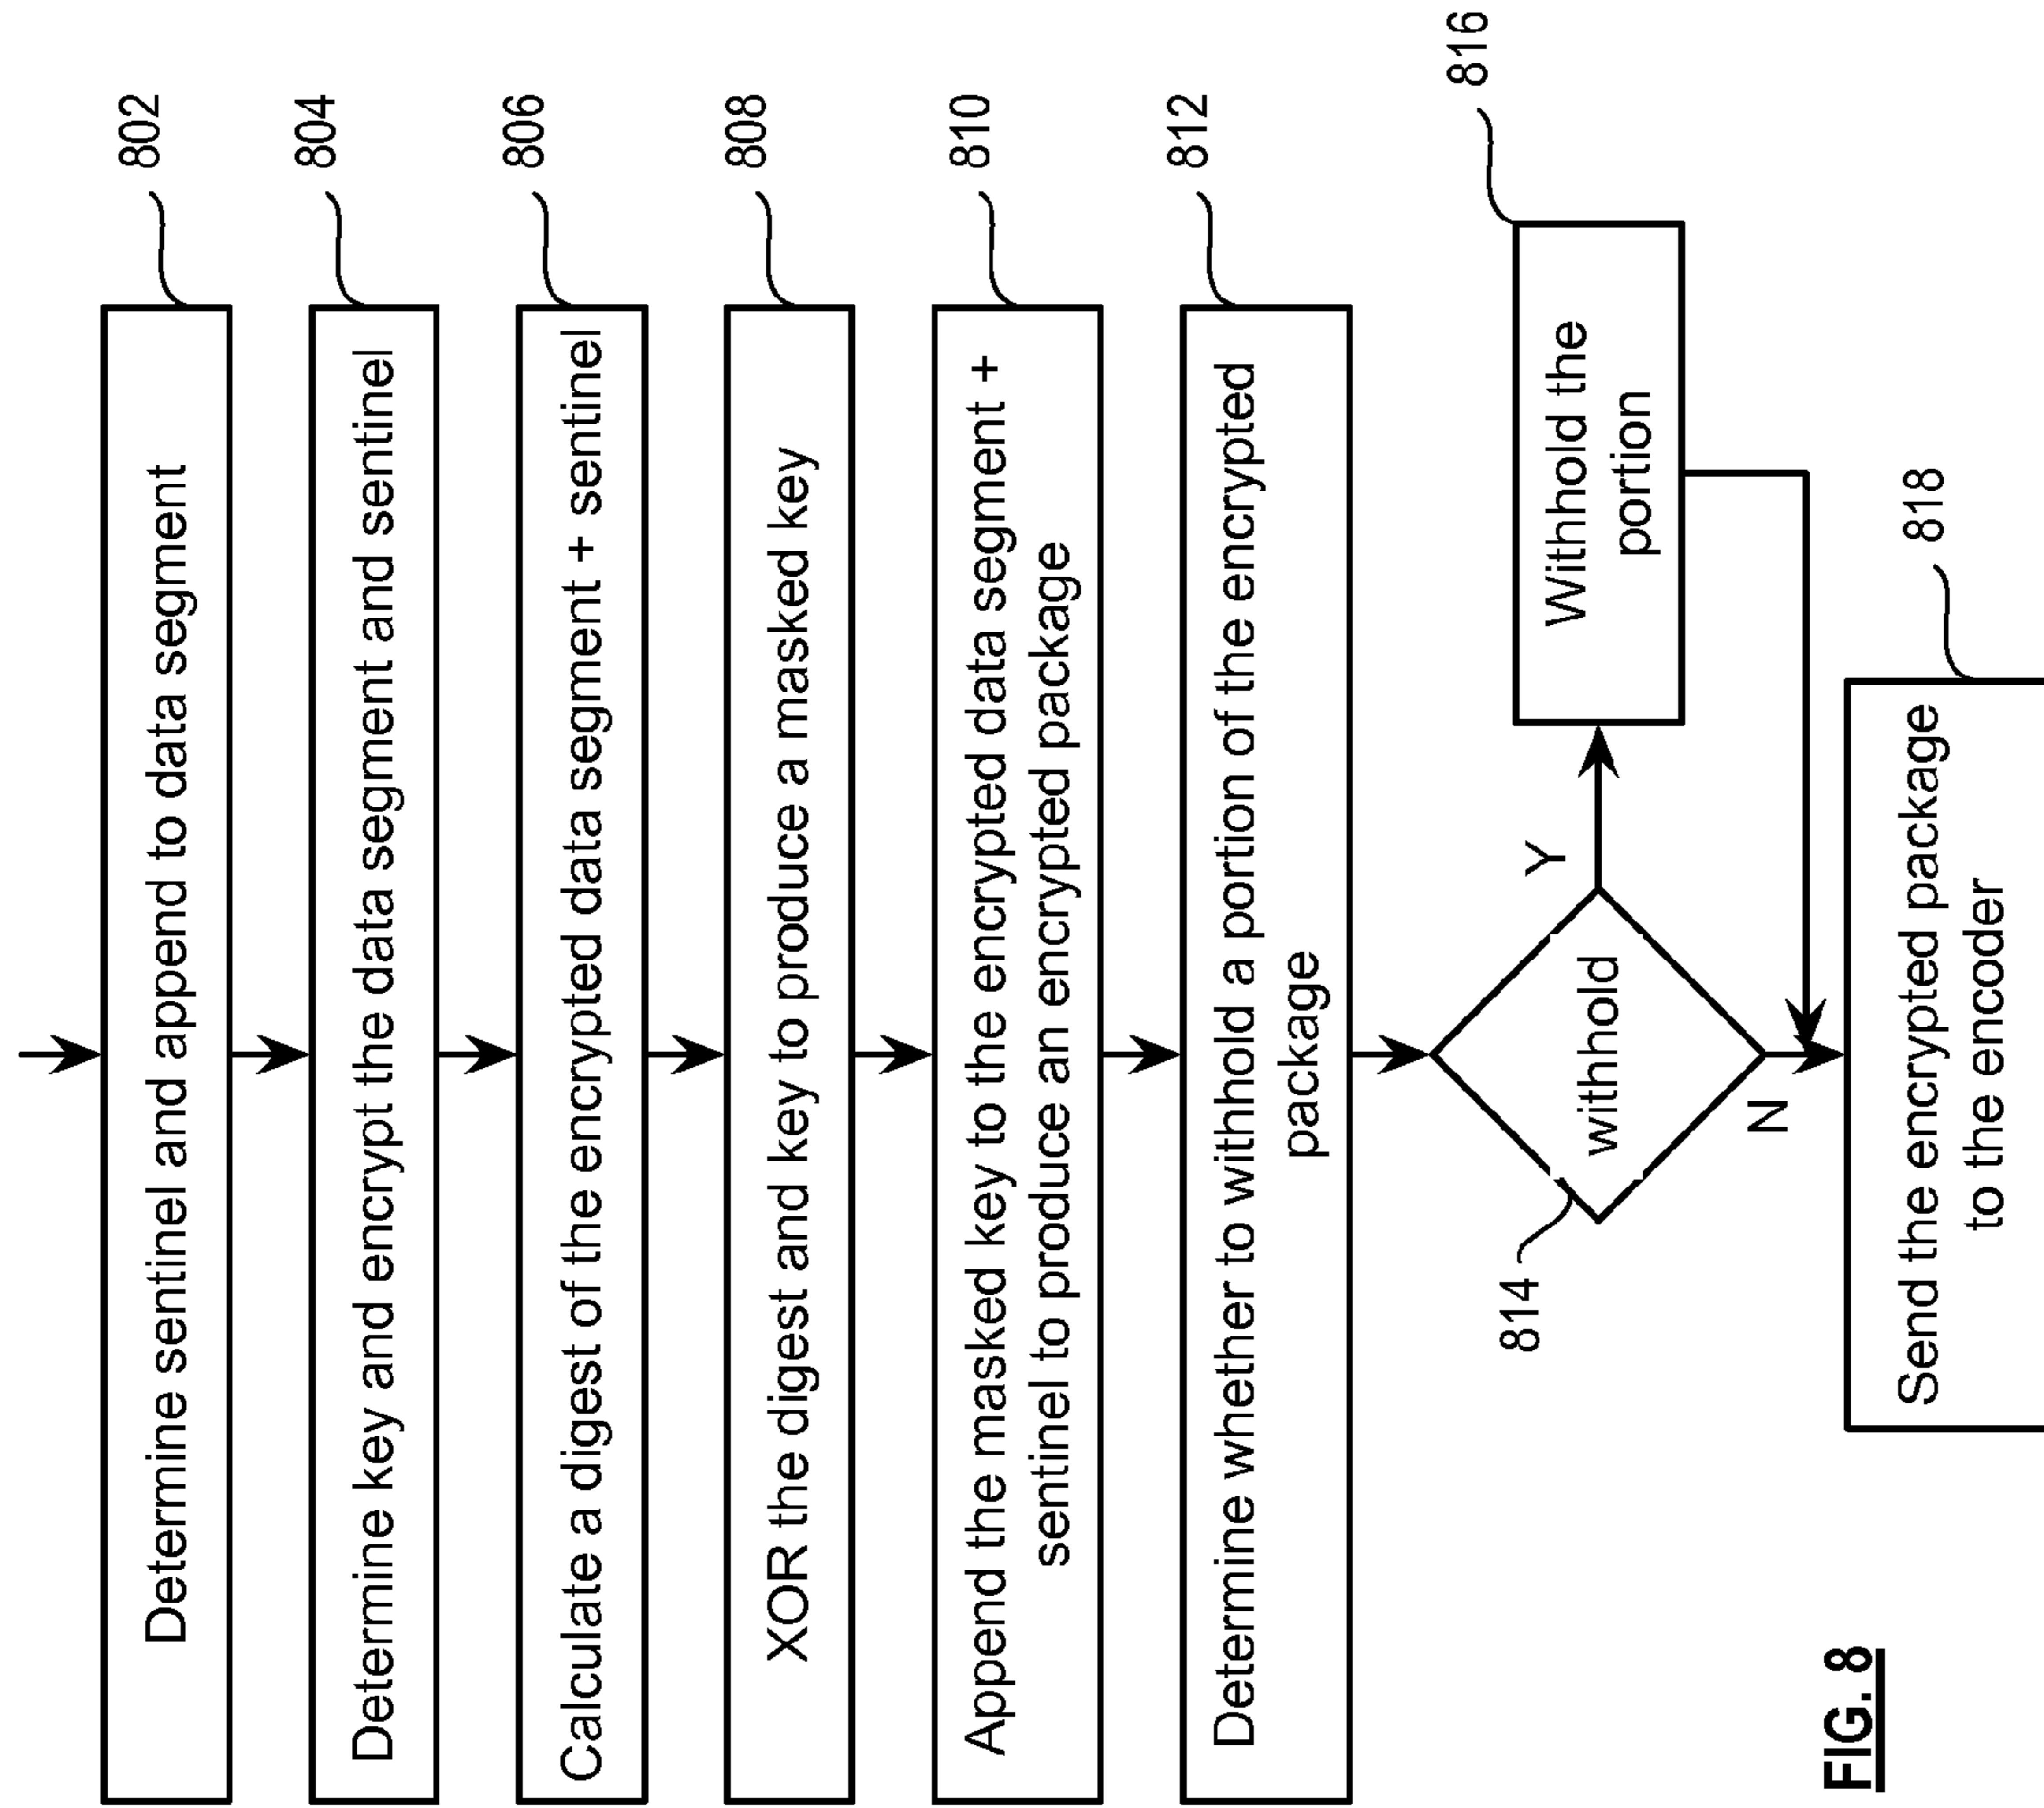 802
Determine sentinel and append to data segment
804
Determine key and encrypt the data segment and sentinel
806
Calculate a digest of the encrypted data segment + sentinel
808
XOR the digest and key to produce a masked key
810
Append the masked key to the encrypted data segment +
sentinel to produce an encrypted package
812
Determine whether to withhold a portion of the encrypted
package
814
withhold
Y
N
816
Withhold the
portion
818
Send the encrypted package
to the encoder
FIG. 8